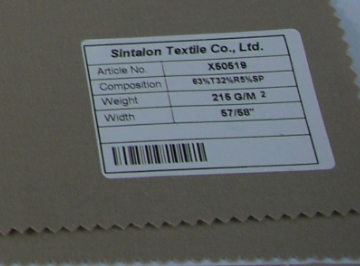 Sintalon Textile Co., Ltd.
Article No. X50519
Composition 63%T32%R5%SP
Weight 215 G/M 2
Width 57/58"